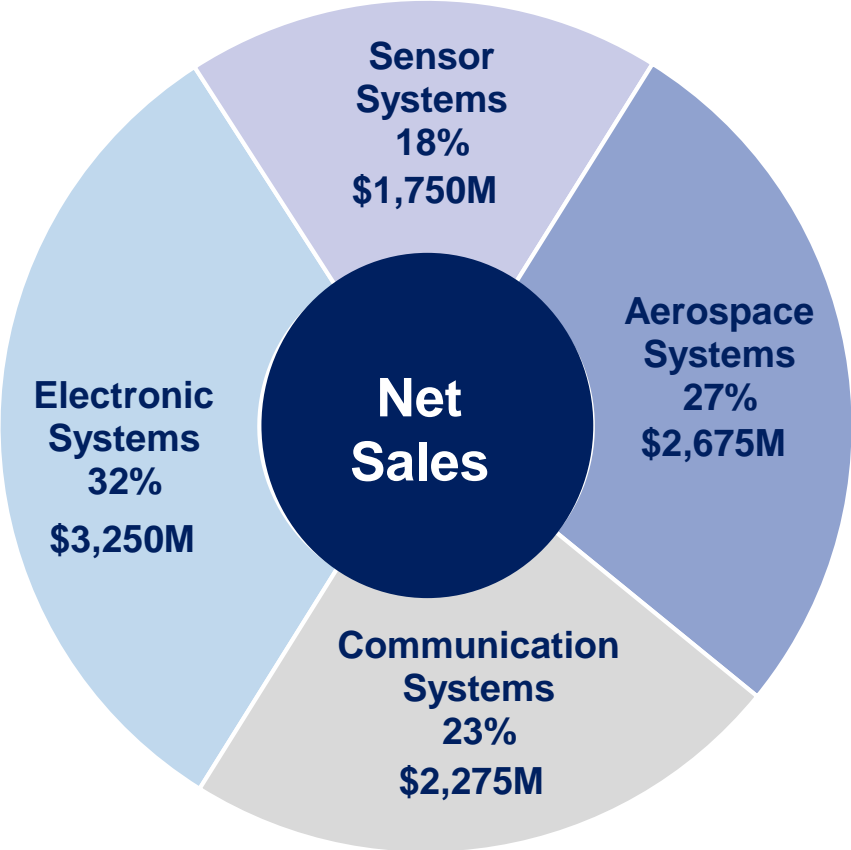 Sensor
Systems
18%
$1,750M
Aerospace
Systems
27%
$2,675M
Electronic
Systems
32%
$3,250M
Net
Sales
Communication
Systems
23%
$2,275M